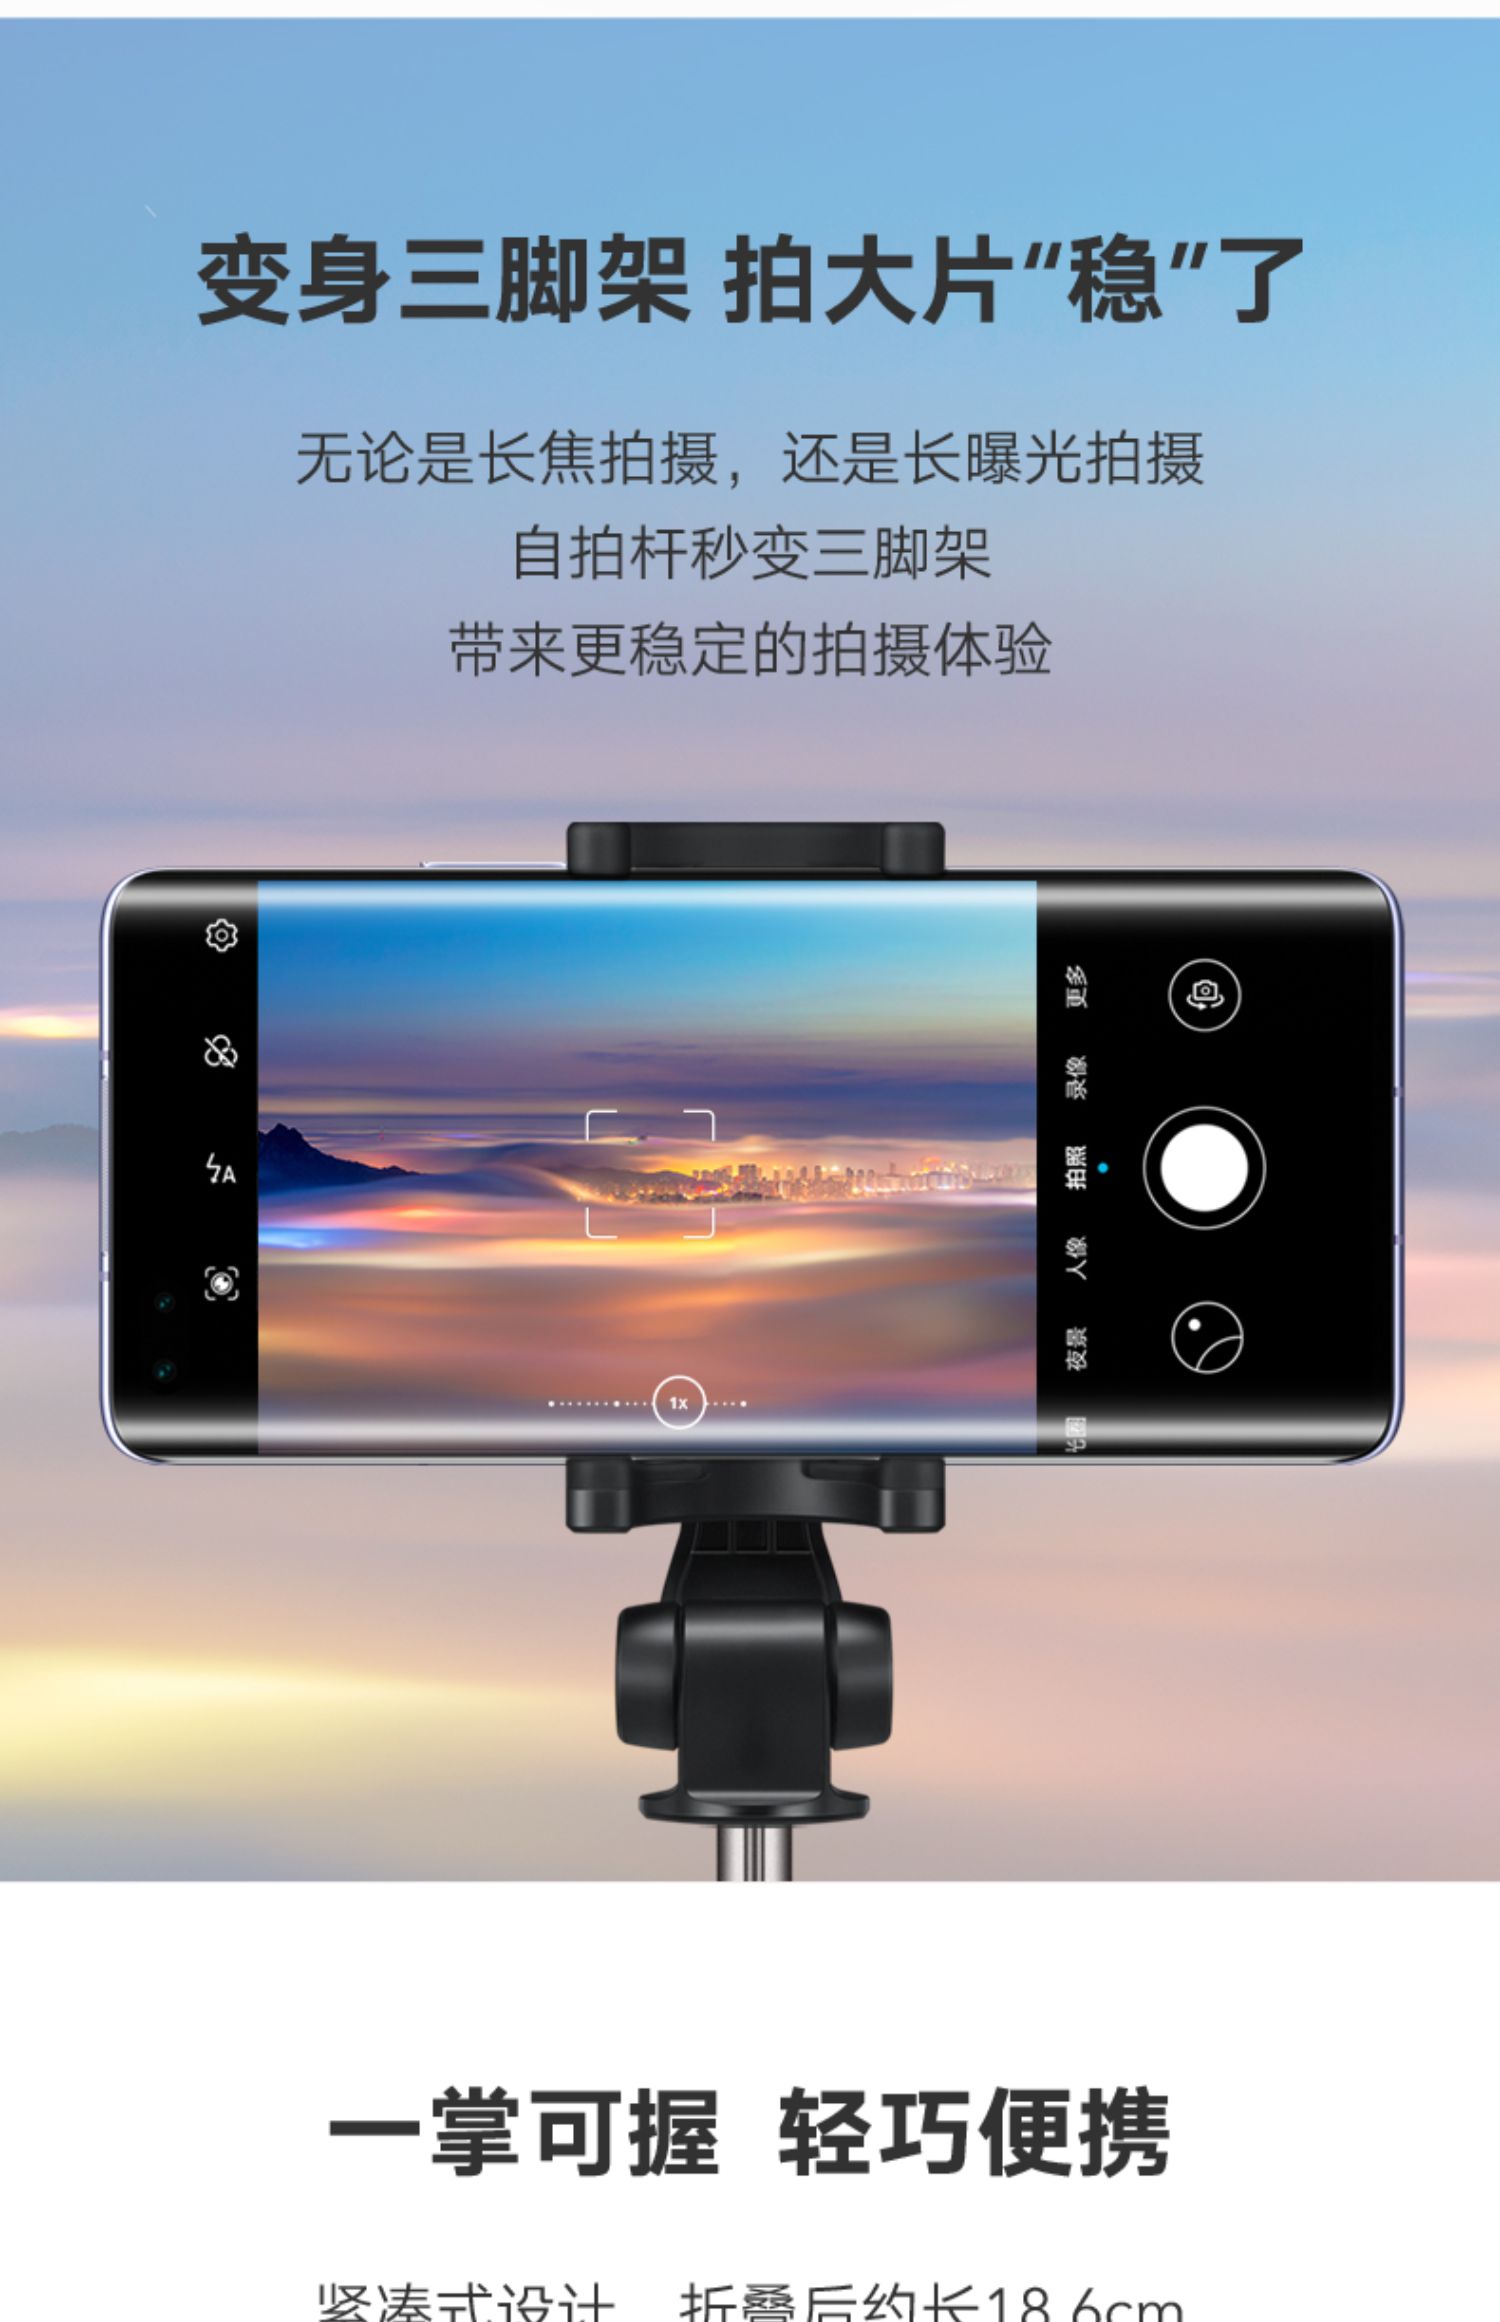 变身三脚架 拍大片“稳”了
无论是长焦拍摄，还是长曝光拍摄
自拍杆秒变三脚架
带来更稳定的拍摄体验
更多
录像
拍照
人像
夜景
A
1x
一掌可握 轻巧便携
紧凑式设计 折叠后约长18.6cm